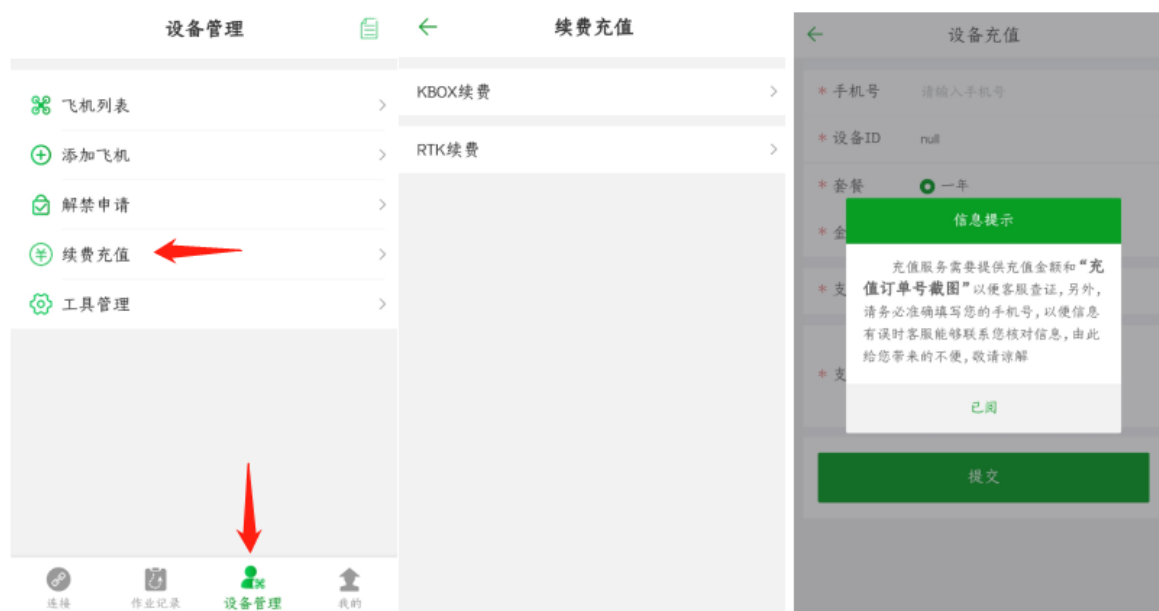 设备管理
飞机列表
添加飞机
解禁申请
续费充值
工具管理
连接
作业记录
设备管理
我的
续费充值
KBOX续费
RTK续费
设备充值
* 手机号 请输入手机号
* 设备ID null
* 套餐 一年
* 金
* 支
* 支
信息提示
充值服务需要提供充值金额和“充
值订单号截图”以便客服查证,另外,
请务必准确填写您的手机号,以便信息
有误时客服能够联系您核对信息,由此
给您带来的不便,敬请谅解
已阅
提交